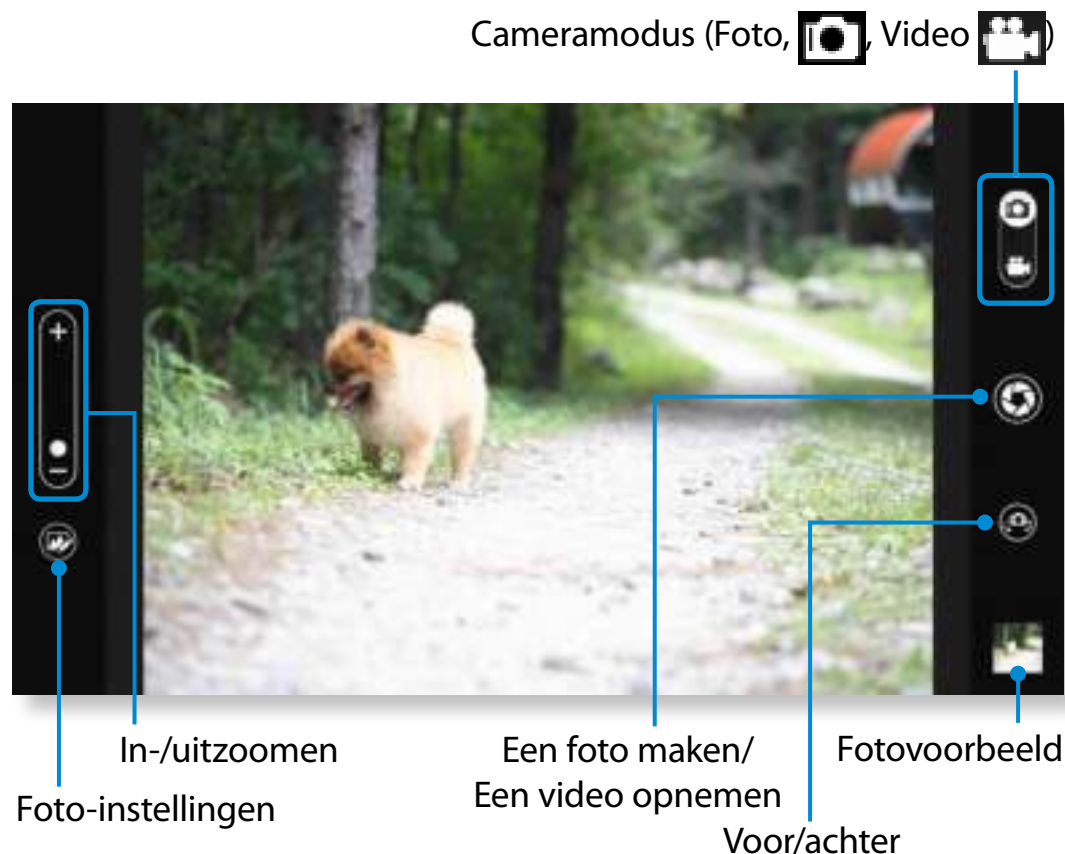 Cameramodus (Foto, , Video )
In-/uitzoomen
Een foto maken/
Een video opnemen
Fotovoorbeeld
Foto-instellingen
Voor/achter